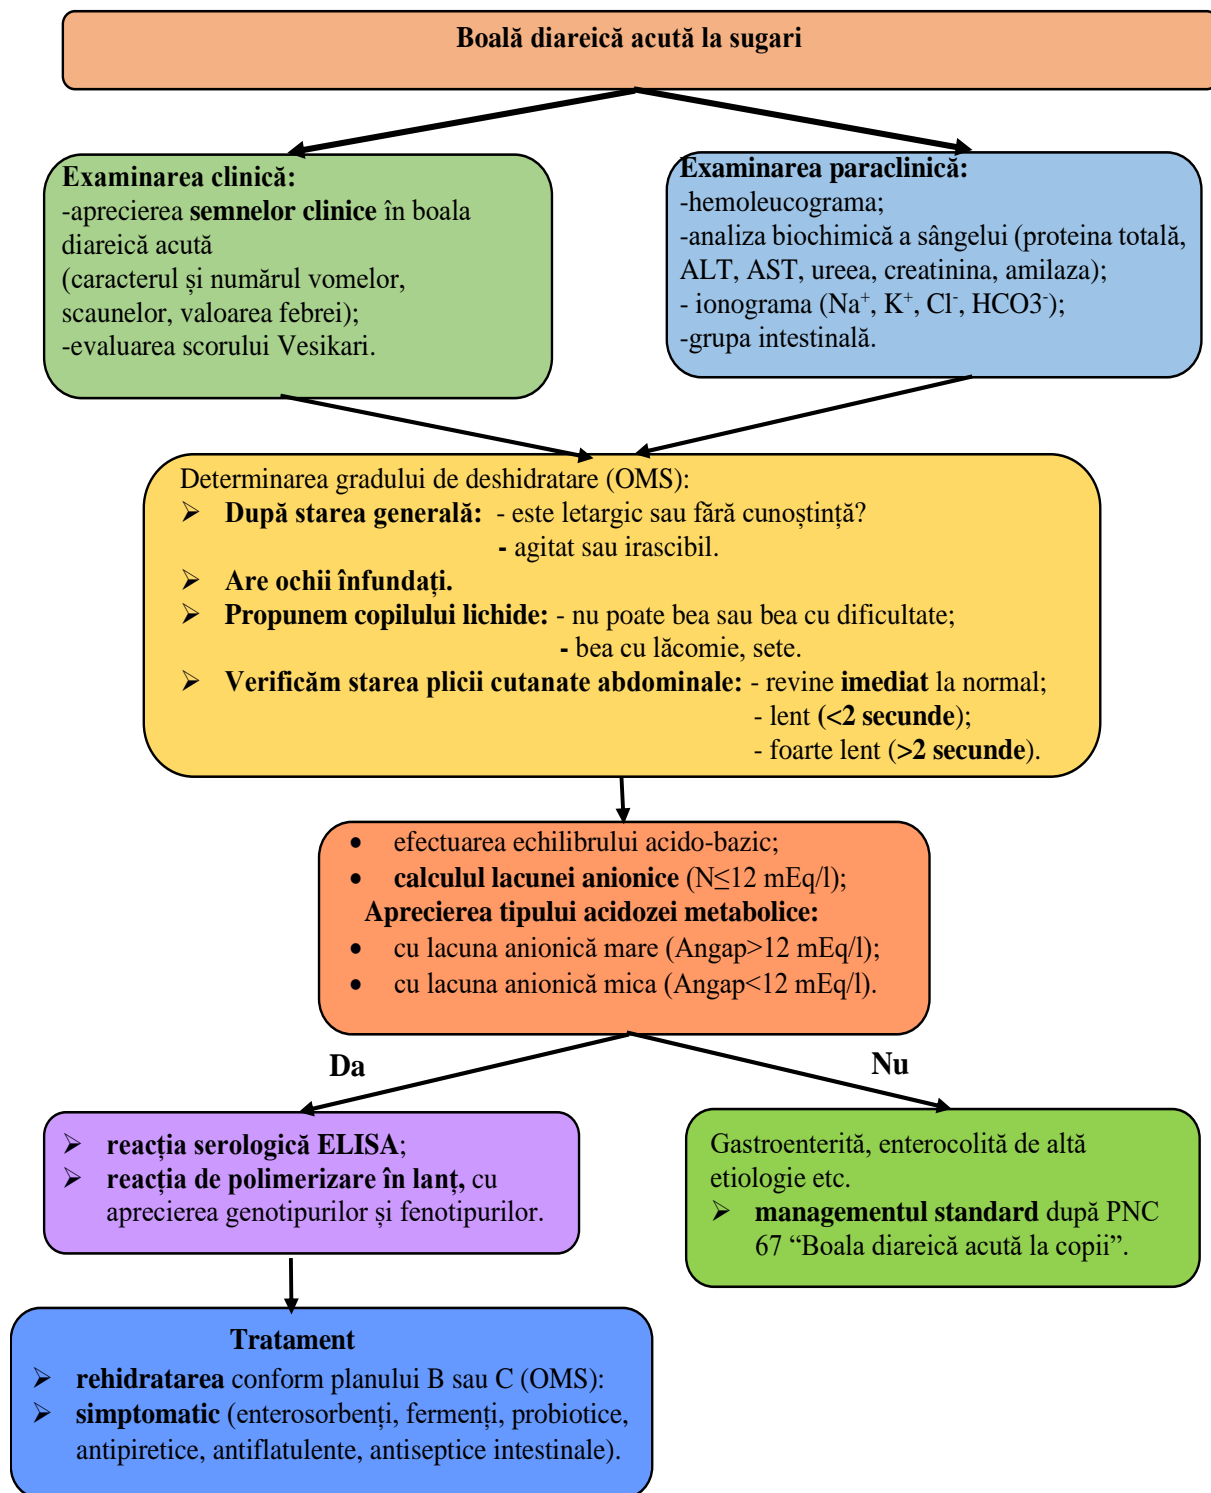 Boală diareică acută la sugari
Examinarea clinică:
-aprecierea semnelor clinice în boala
diareică acută
(caracterul și numărul vomelor,
scaunelor, valoarea febrei);
-evaluarea scorului Vesikari.
Examinarea paraclinică:
-hemoleucograma;
-analiza biochimică a sângelui (proteina totală,
ALT, AST, ureea, creatinina, amilaza);
- ionograma (Na⁺, K⁺, Cl⁻, HCO3⁻);
-grupa intestinală.
Determinarea gradului de deshidratare (OMS):
➢ După starea generală: - este letargic sau fără cunoștință?
- agitat sau irascibil.
➢ Are ochii înfundați.
➢ Propunem copilului lichide: - nu poate bea sau bea cu dificultate;
- bea cu lăcomie, sete.
➢ Verificăm starea plicii cutanate abdominale: - revine imediat la normal;
- lent (<2 secunde);
- foarte lent (>2 secunde).
• efectuarea echilibrului acido-bazic;
• calculul lacunei anionice (N≤12 mEq/l);
Aprecierea tipului acidozei metabolice:
• cu lacuna anionică mare (Angap>12 mEq/l);
• cu lacuna anionică mica (Angap<12 mEq/l).
Da
Nu
➢ reacția serologică ELISA;
➢ reacția de polimerizare în lanț, cu
aprecierea genotipurilor și fenotipurilor.
Gastroenterită, enterocolită de altă
etiologie etc.
➢ managementul standard după PNC
67 “Boala diareică acută la copii”.
Tratament
➢ rehidratarea conform planului B sau C (OMS):
➢ simptomatic (enterosorbenți, fermenți, probiotice,
antipiretice, antiflatulente, antiseptice intestinale).